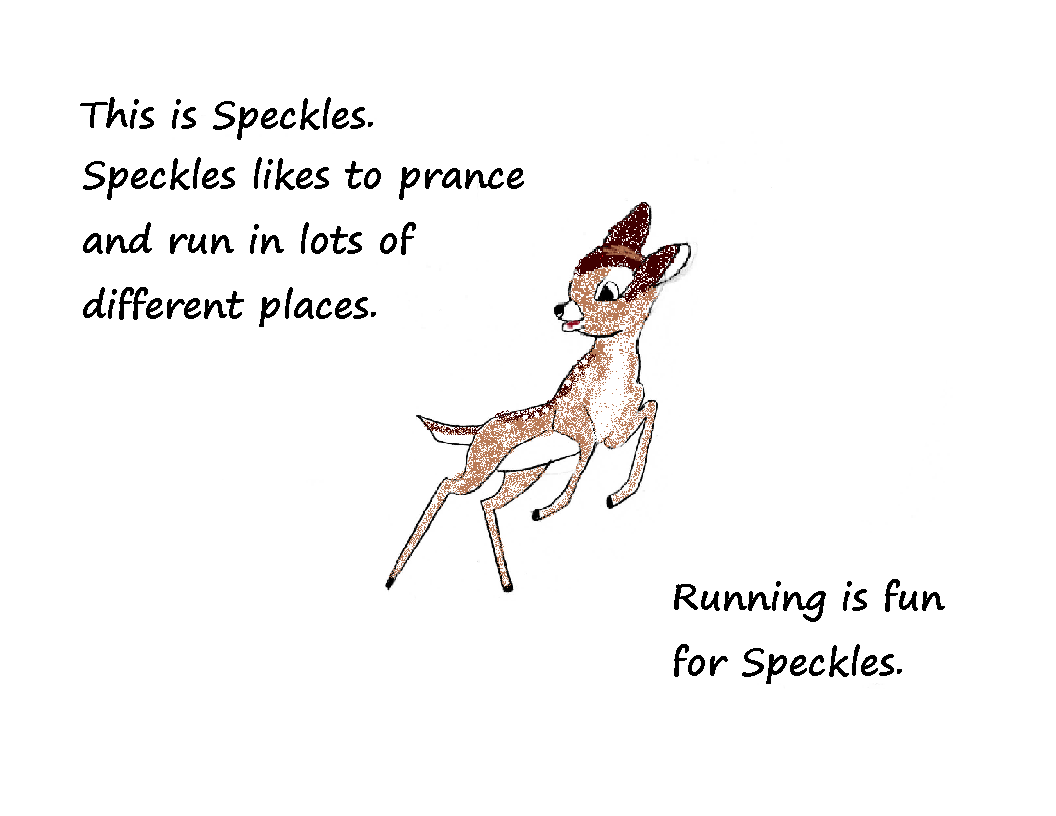 This is Speckles.
Speckles likes to prance
and run in lots of
different places.
Running is fun
for Speckles.